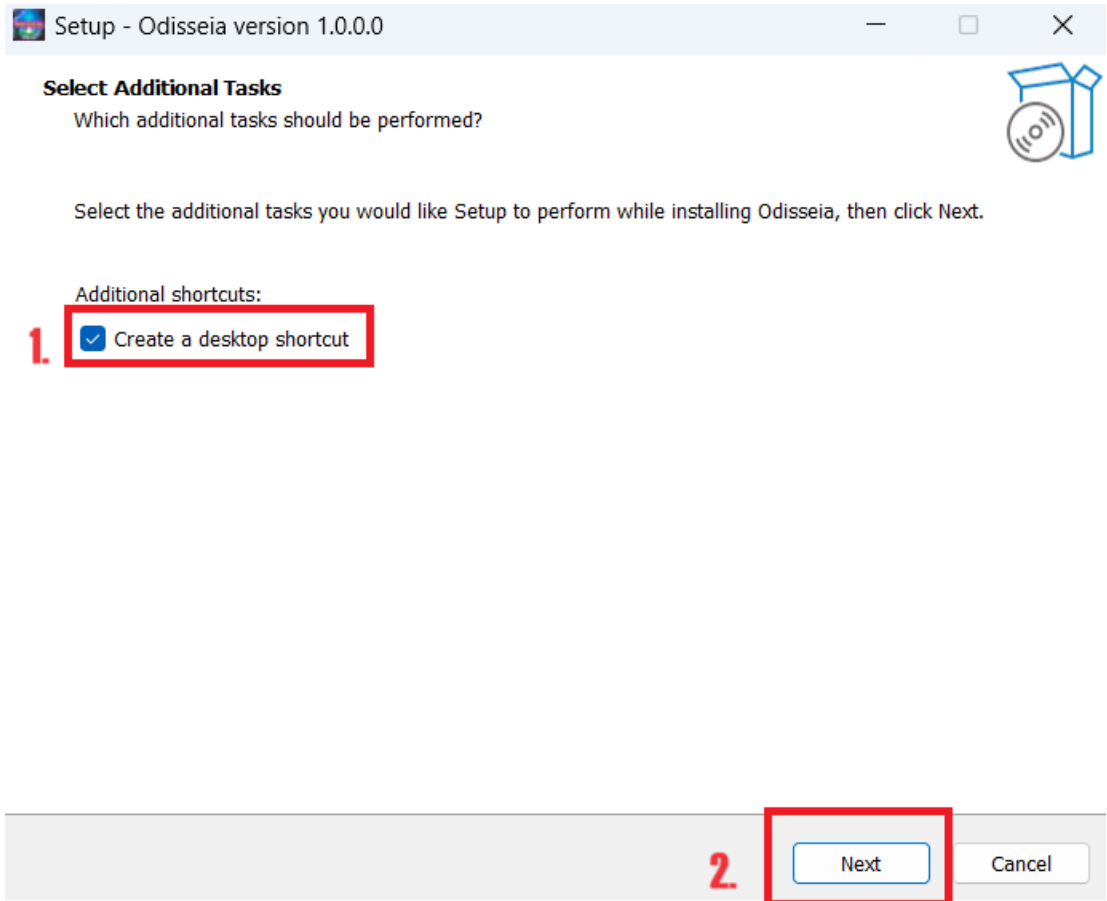 Setup - Odisseia version 1.0.0.0
Select Additional Tasks
Which additional tasks should be performed?
Select the additional tasks you would like Setup to perform while installing Odisseia, then click Next.
Additional shortcuts:
1. Create a desktop shortcut
2. Next Cancel